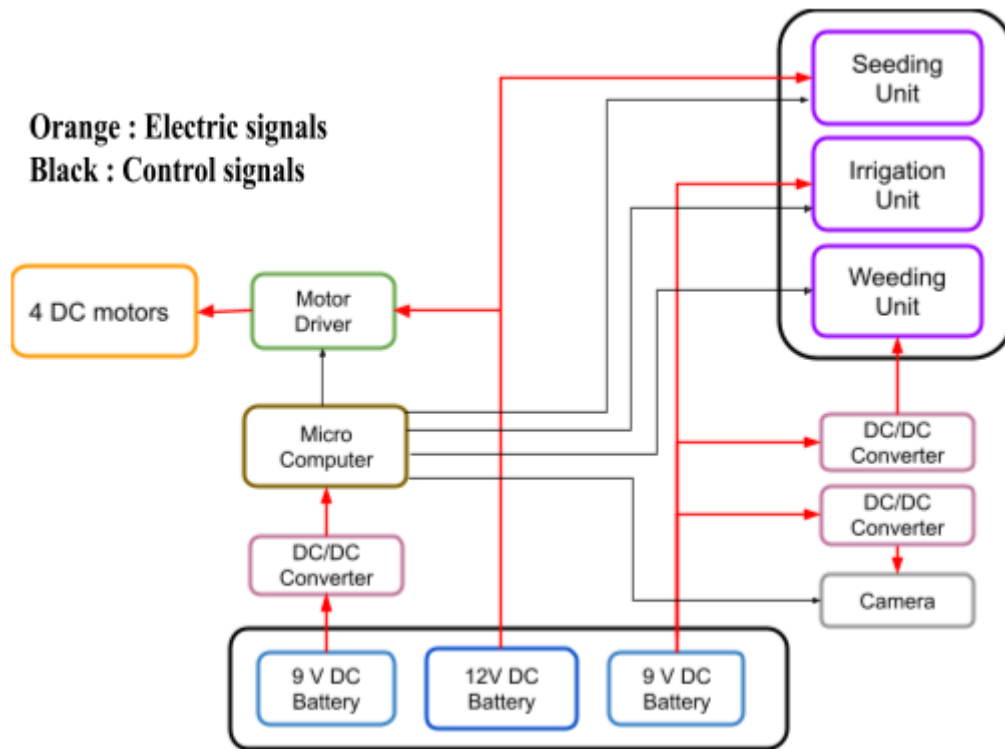 Orange : Electric signals
Black : Control signals
Seeding
Unit
Irrigation
Unit
Weeding
Unit
4 DC motors
Motor
Driver
Micro
Computer
DC/DC
Converter
DC/DC
Converter
DC/DC
Converter
Camera
9 V DC
Battery
12V DC
Battery
9 V DC
Battery